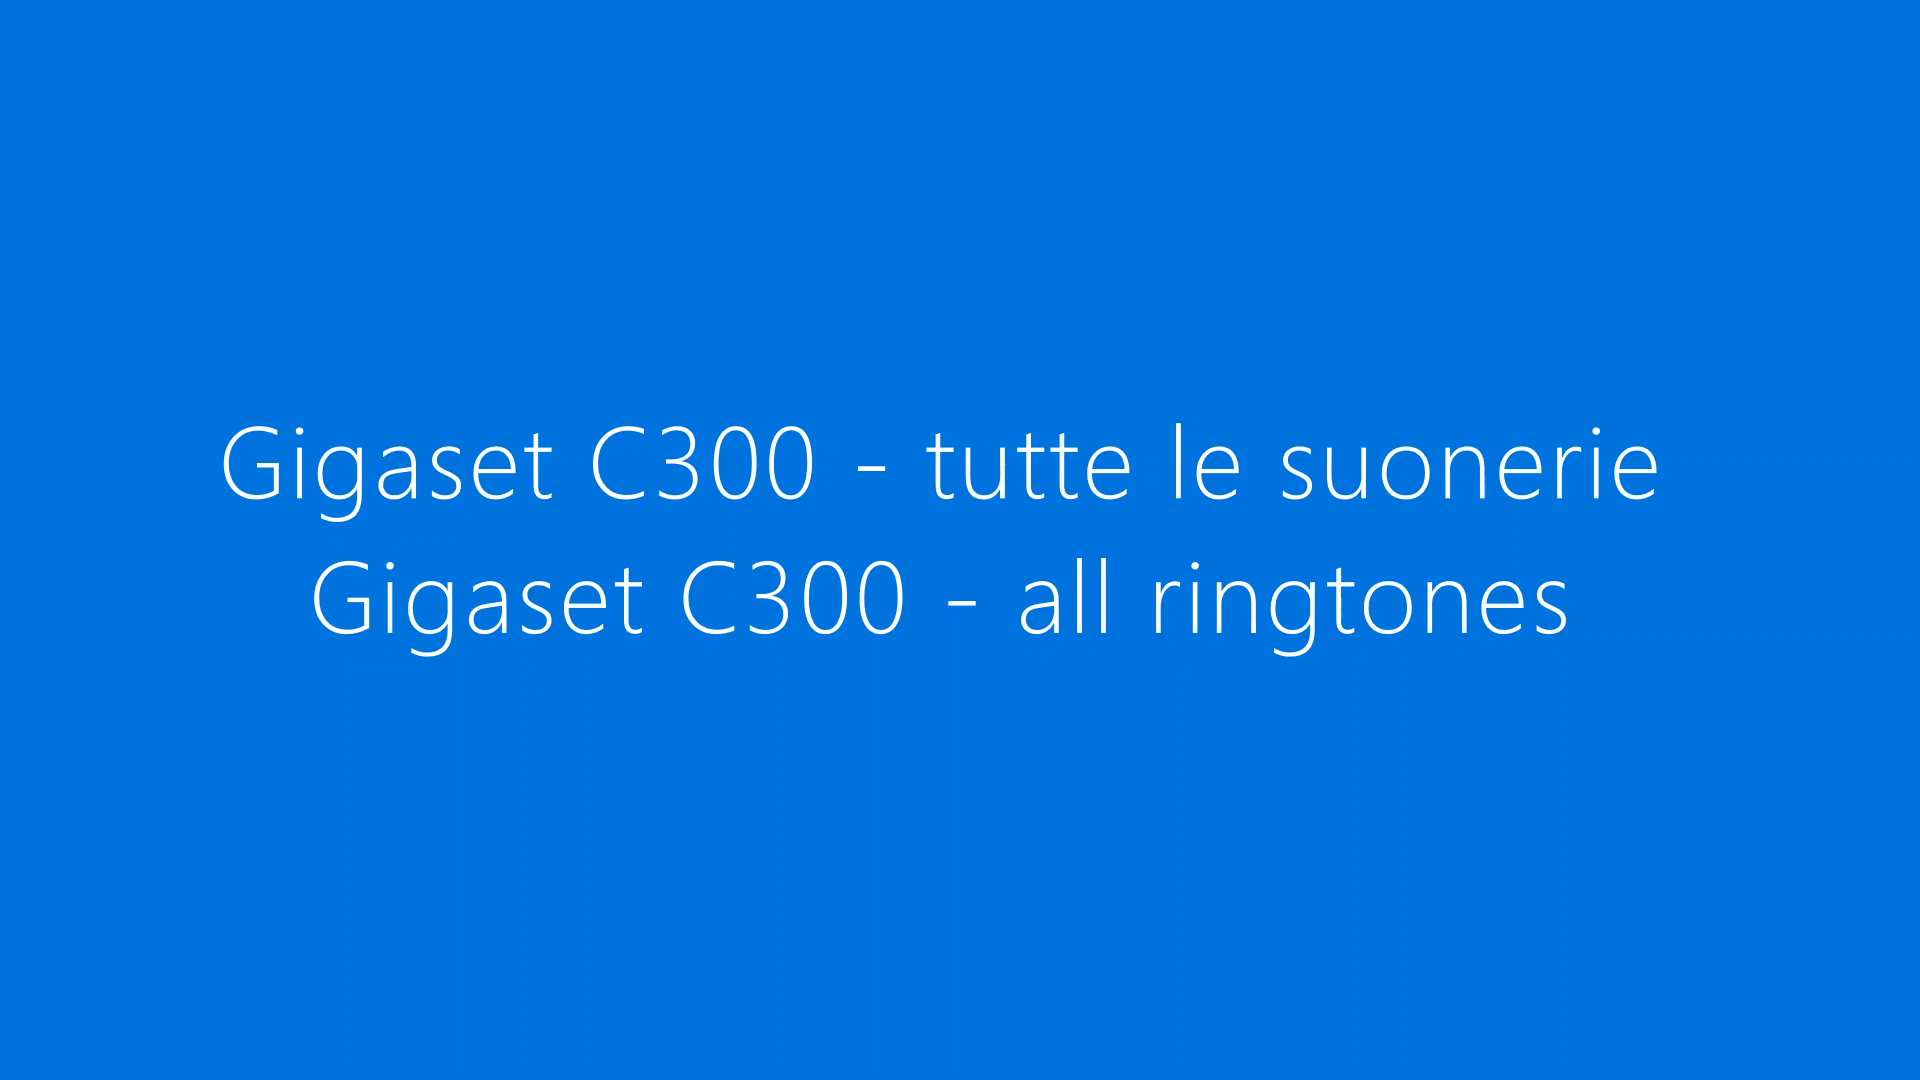 Gigaset C300 - tutte le suonerie
Gigaset C300 - all ringtones